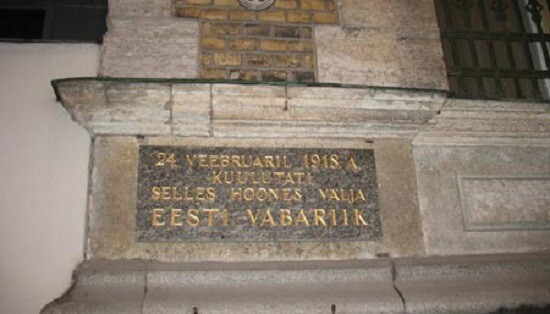 24. VEEBRUARIL 1918. A.
KUULUTATI
SELLES HOONES VÄLJA
EESTI VABARIIK